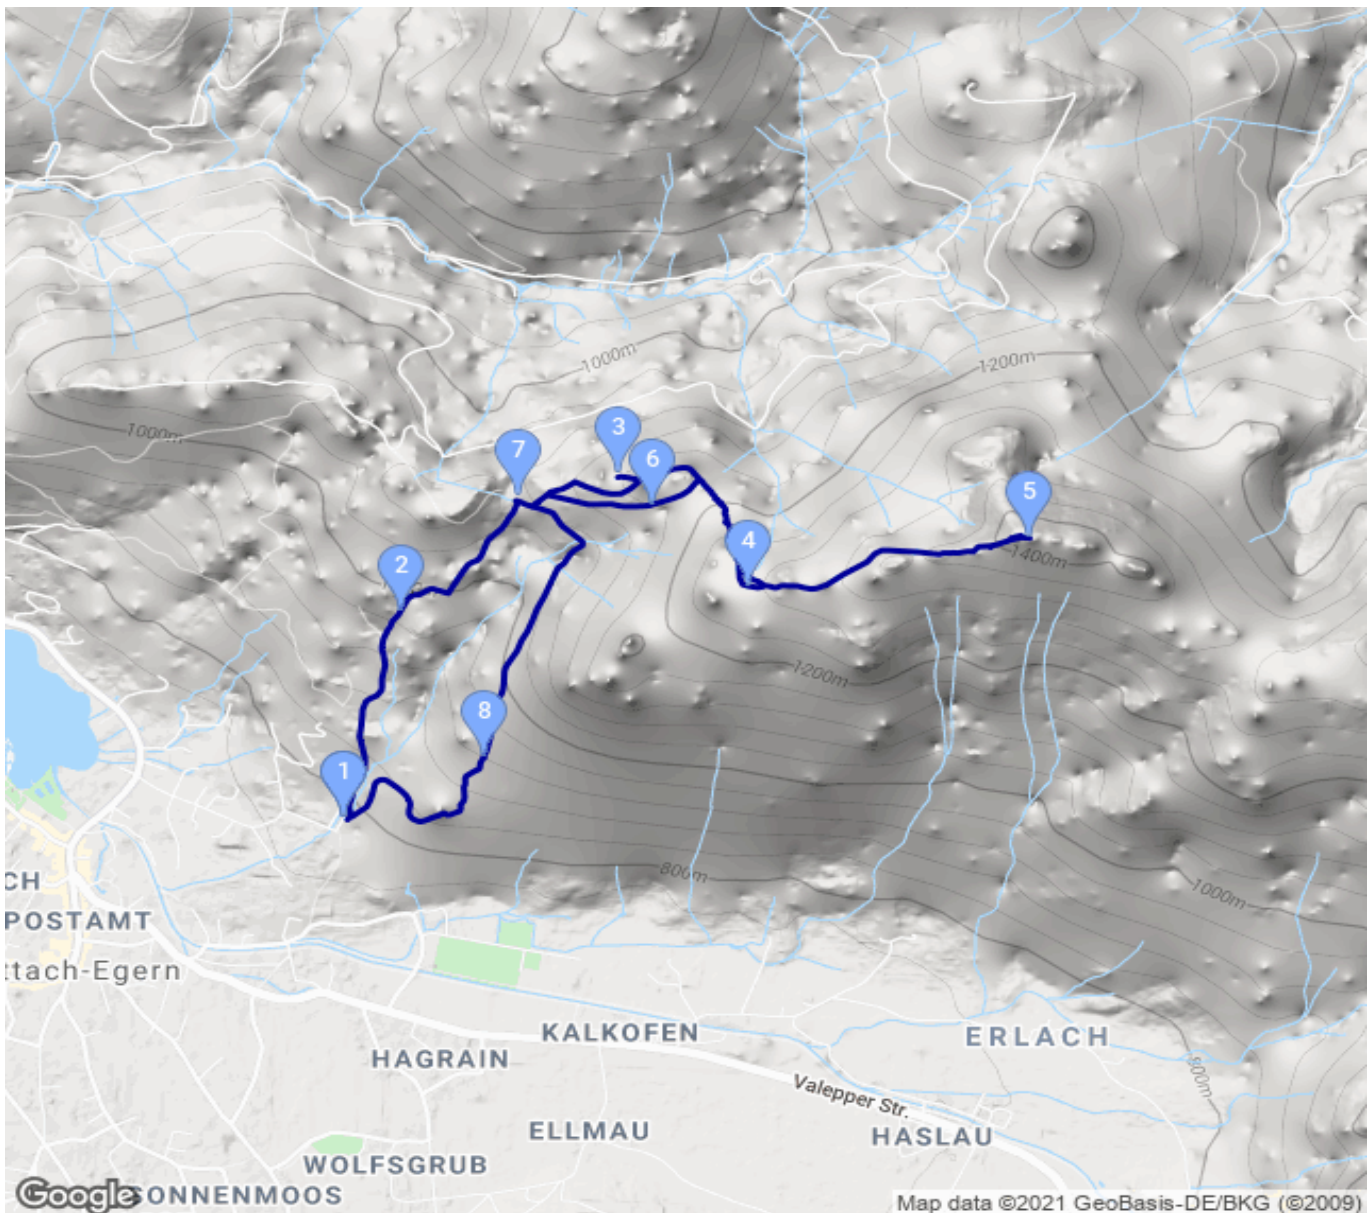 1000m
1200m
1000m
3
7
6
5
4
1400m
2
1200m
8
1
800m
1000m
CH
POSTAMT
ttach-Egern
KALKOFEN
ERLACH
HAGRAIN
800m
Valepper Str.
ELLMAU
HASLAU
WOLFSGRUB
Google
SONNENMOOS
Map data ©2021 GeoBasis-DE/BKG (©2009)